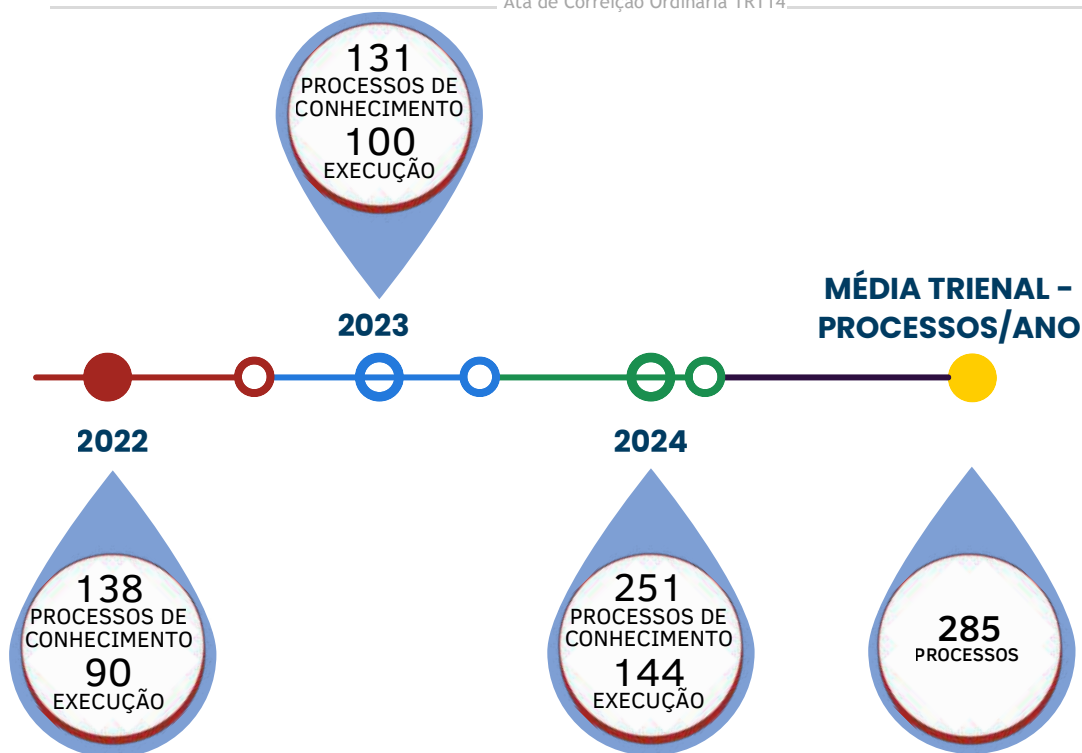 Ata de Correição Ordinária TRT14
131
PROCESSOS DE
CONHECIMENTO
100
EXECUÇÃO
2023
MÉDIA TRIENAL -
PROCESSOS/ANO
2022
2024
138
PROCESSOS DE
CONHECIMENTO
90
EXECUÇÃO
251
PROCESSOS DE
CONHECIMENTO
144
EXECUÇÃO
285
PROCESSOS